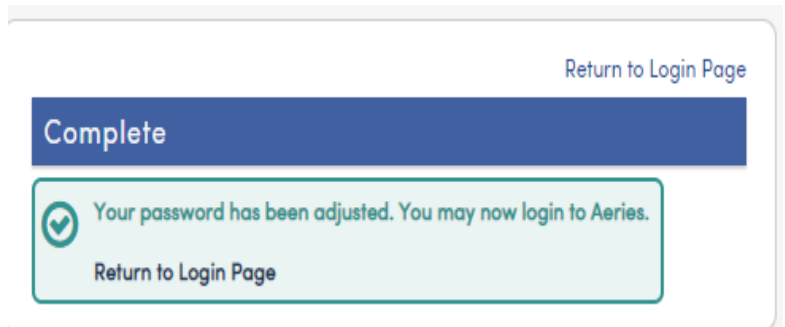 Return to Login Page
Complete
Your password has been adjusted. You may now login to Aeries.
Return to Login Page